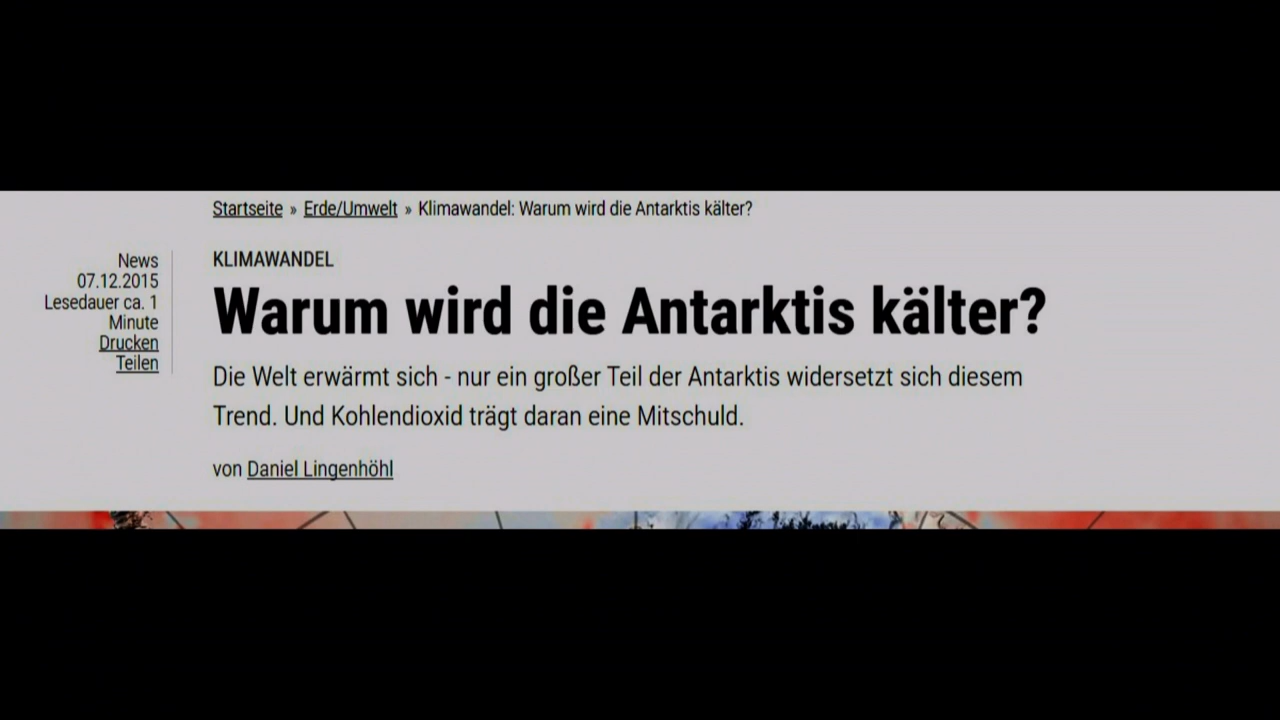 Startseite » Erde/Umwelt » Klimawandel: Warum wird die Antarktis kälter?
News
07.12.2015
Lesedauer ca. 1
Minute
Drucken
Teilen
KLIMAWANDEL
Warum wird die Antarktis kälter?
Die Welt erwärmt sich - nur ein großer Teil der Antarktis widersetzt sich diesem
Trend. Und Kohlendioxid trägt daran eine Mitschuld.
von Daniel Lingenhöhl